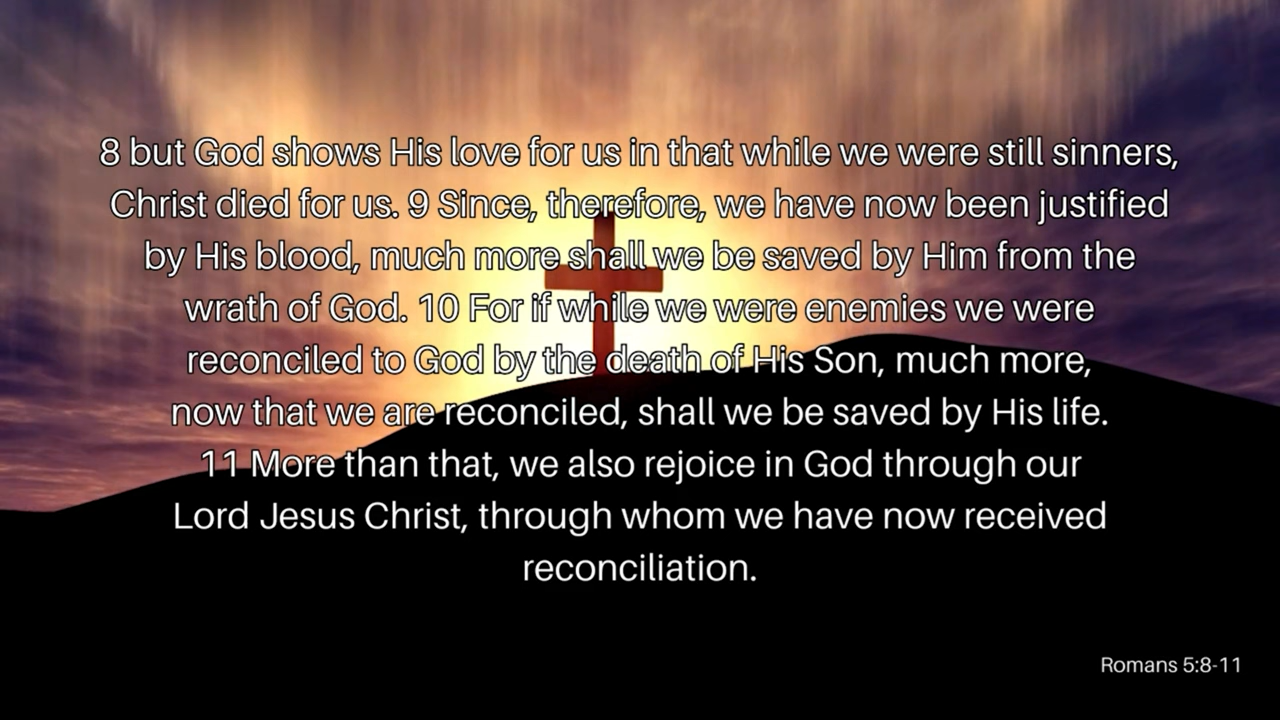 8 but God shows His love for us in that while we were still sinners,
Christ died for us. 9 Since, therefore, we have now been justified
by His blood, much more shall we be saved by Him from the
wrath of God. 10 For if while we were enemies we were
reconciled to God by the death of His Son, much more,
now that we are reconciled, shall we be saved by His life.
11 More than that, we also rejoice in God through our
Lord Jesus Christ, through whom we have now received
reconciliation.
Romans 5:8-11